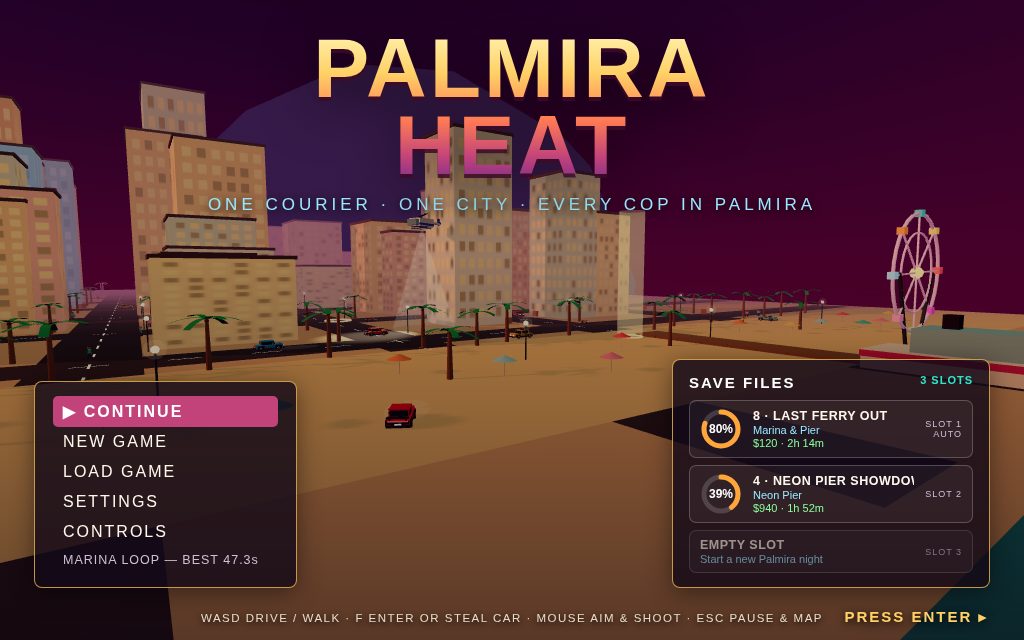 PALMIRA
HEAT
ONE COURIER · ONE CITY · EVERY COP IN PALMIRA
▶ CONTINUE
NEW GAME
LOAD GAME
SETTINGS
CONTROLS
MARINA LOOP — BEST 47.3s
SAVE FILES
3 SLOTS
80%
8 · LAST FERRY OUT
Marina & Pier
$120 · 2h 14m
SLOT 1
AUTO
39%
4 · NEON PIER SHOWDO
Neon Pier
$940 · 1h 52m
SLOT 2
EMPTY SLOT
Start a new Palmira night
SLOT 3
WASD DRIVE / WALK · F ENTER OR STEAL CAR · MOUSE AIM & SHOOT · ESC PAUSE & MAP
PRESS ENTER ▸